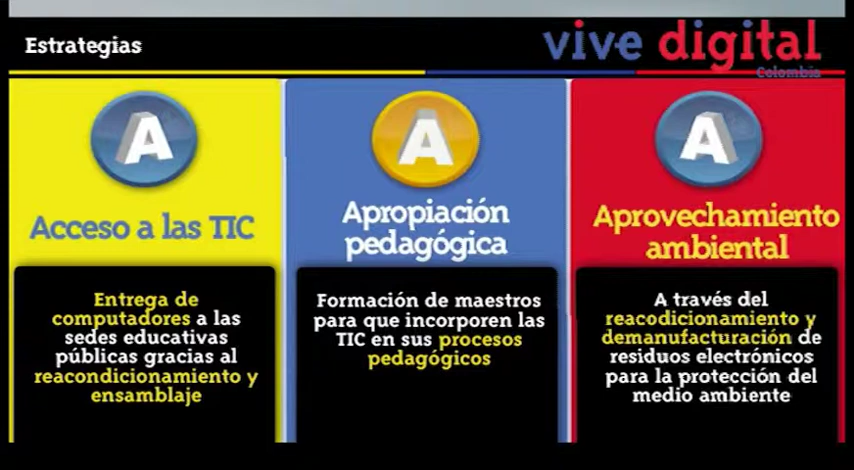 Estrategias
vive digital
Colombia
A
Acceso a las TIC
Entrega de
computadores a las
sedes educativas
públicas gracias al
reacondicionamiento y
ensamblaje
A
Apropiación
pedagógica
Formación de maestros
para que incorporen las
TIC en sus procesos
pedagógicos
A
Aprovechamiento
ambiental
A través del
reacodicionamiento y
demanufacturación de
residuos electrónicos
para la protección del
medio ambiente